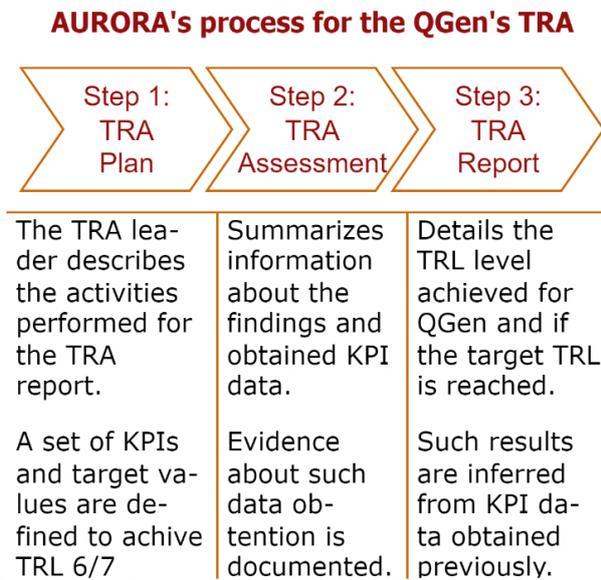 AURORA's process for the QGen's TRA
Step 1:
TRA
Plan
Step 2:
TRA
Assessment
Step 3:
TRA
Report
The TRA lea-
der describes
the activities
performed for
the TRA
report.
A set of KPIs
and target va-
lues are de-
fined to achive
TRL 6/7
Summarizes
information
about the
findings and
obtained KPI
data.
Evidence
about such
data ob-
tention is
documented.
Details the
TRL level
achieved for
QGen and if
the target TRL
is reached.
Such results
are inferred
from KPI da-
ta obtained
previously.